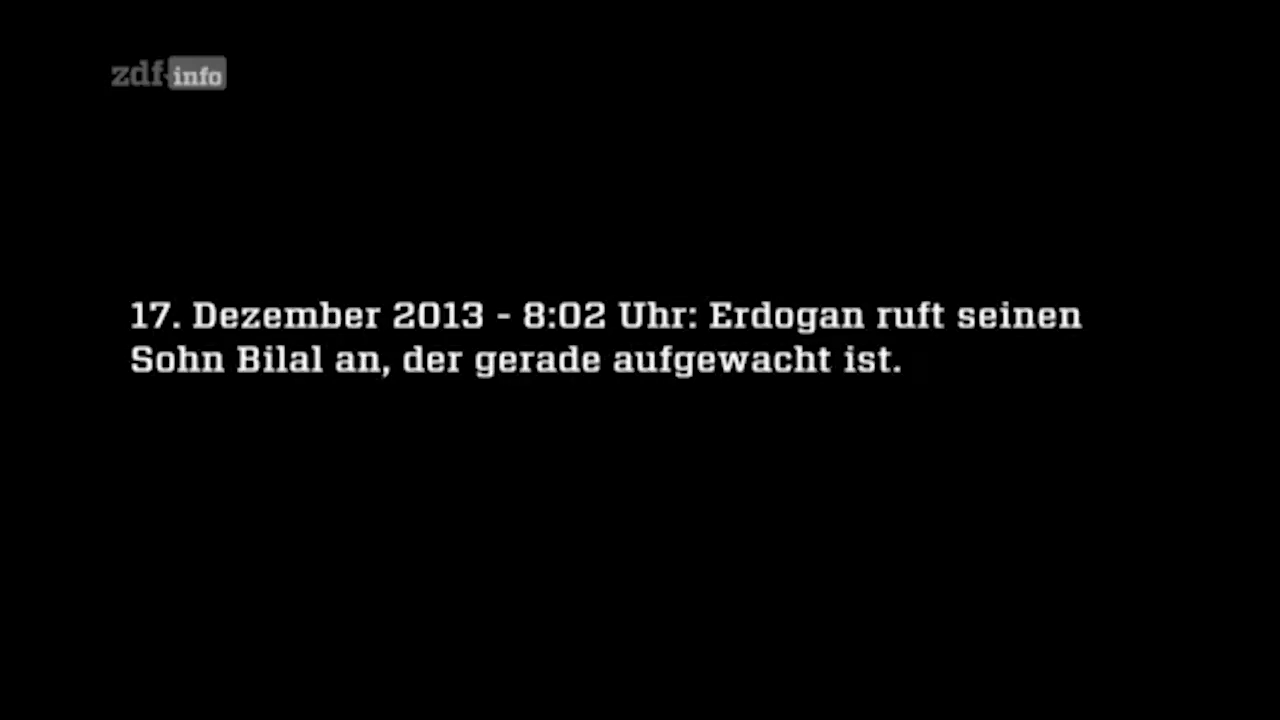 zdf info
17. Dezember 2013 - 8:02 Uhr: Erdogan ruft seinen
Sohn Bilal an, der gerade aufgewacht ist.